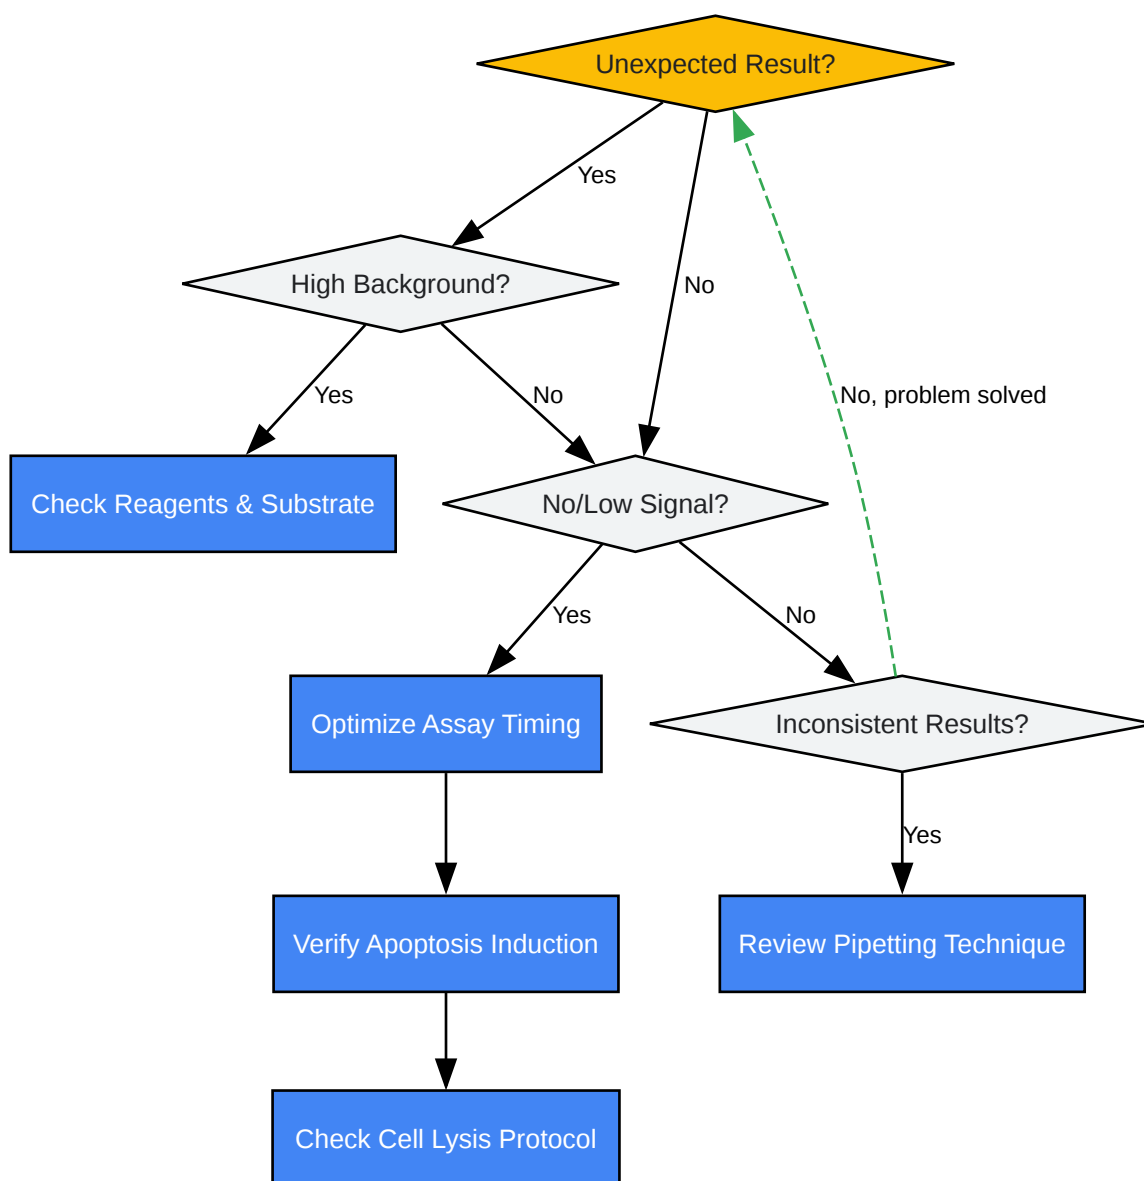 Unexpected Result?
Yes
High Background?
No
Yes
No
No, problem solved
Check Reagents & Substrate
No/Low Signal?
Yes
No
Optimize Assay Timing
Inconsistent Results?
Yes
Verify Apoptosis Induction
Review Pipetting Technique
Check Cell Lysis Protocol